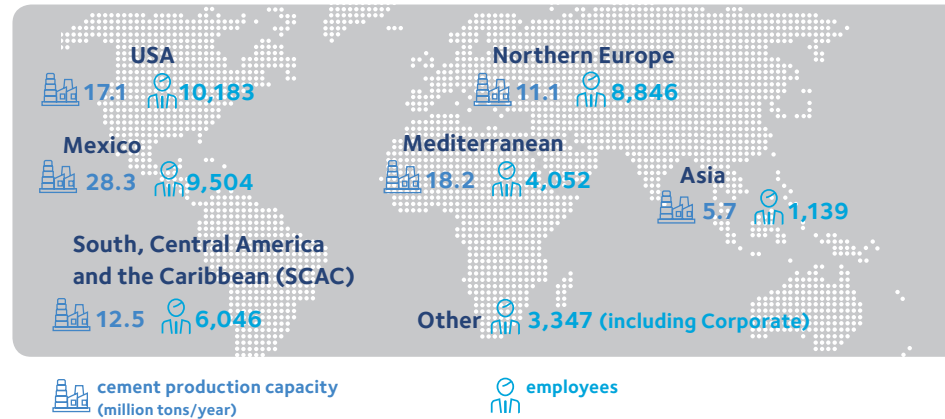 USA
17.1 10,183
Northern Europe
11.1 8,846
Mexico
28.3 9,504
Mediterranean
18.2 4,052
Asia
5.7 1,139
South, Central America
and the Caribbean (SCAC)
12.5 6,046
Other 3,347 (including Corporate)
cement production capacity
(million tons/year)
employees